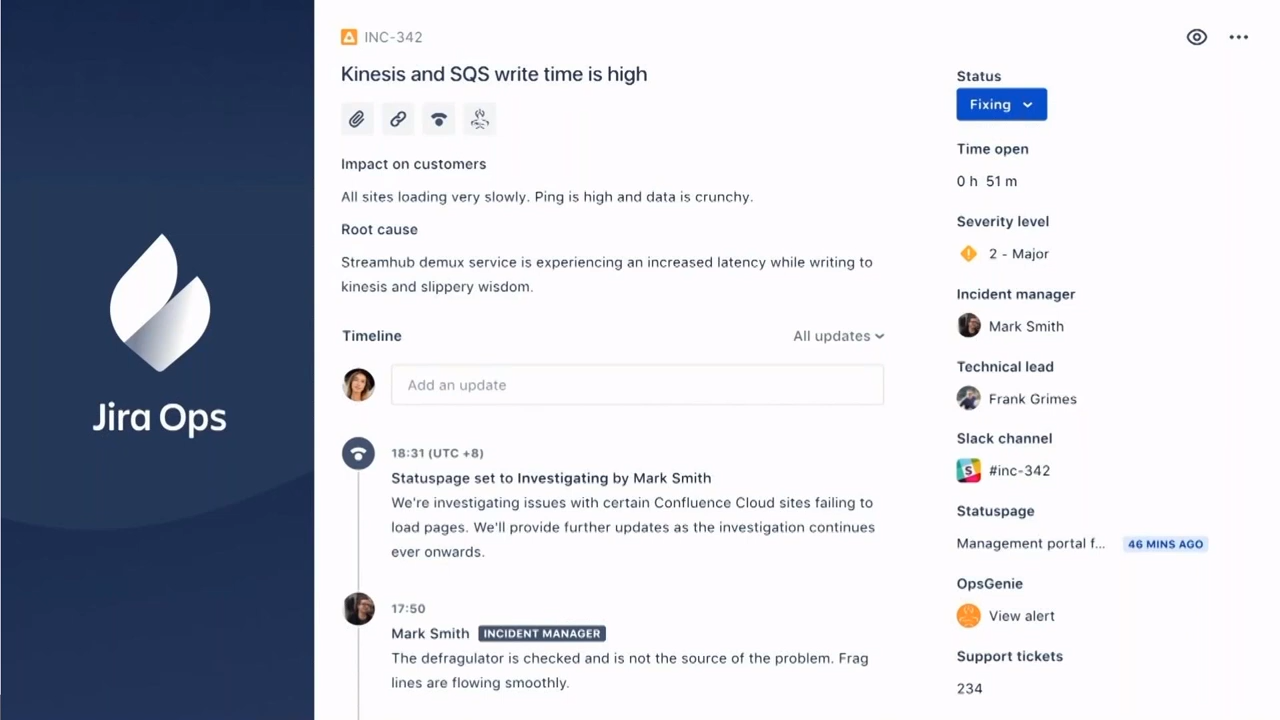 Jira Ops
INC-342
Kinesis and SQS write time is high
Impact on customers
All sites loading very slowly. Ping is high and data is crunchy.
Root cause
Streamhub demux service is experiencing an increased latency while writing to
kinesis and slippery wisdom.
Timeline
All updates
Add an update
18:31 (UTC +8)
Statuspage set to Investigating by Mark Smith
We're investigating issues with certain Confluence Cloud sites failing to
load pages. We'll provide further updates as the investigation continues
ever onwards.
17:50
Mark Smith INCIDENT MANAGER
The defragulator is checked and is not the source of the problem. Frag
lines are flowing smoothly.
Status
Fixing
Time open
0 h 51 m
Severity level
2 - Major
Incident manager
Mark Smith
Technical lead
Frank Grimes
Slack channel
S #inc-342
Statuspage
Management portal f... 46 MINS AGO
OpsGenie
View alert
Support tickets
234